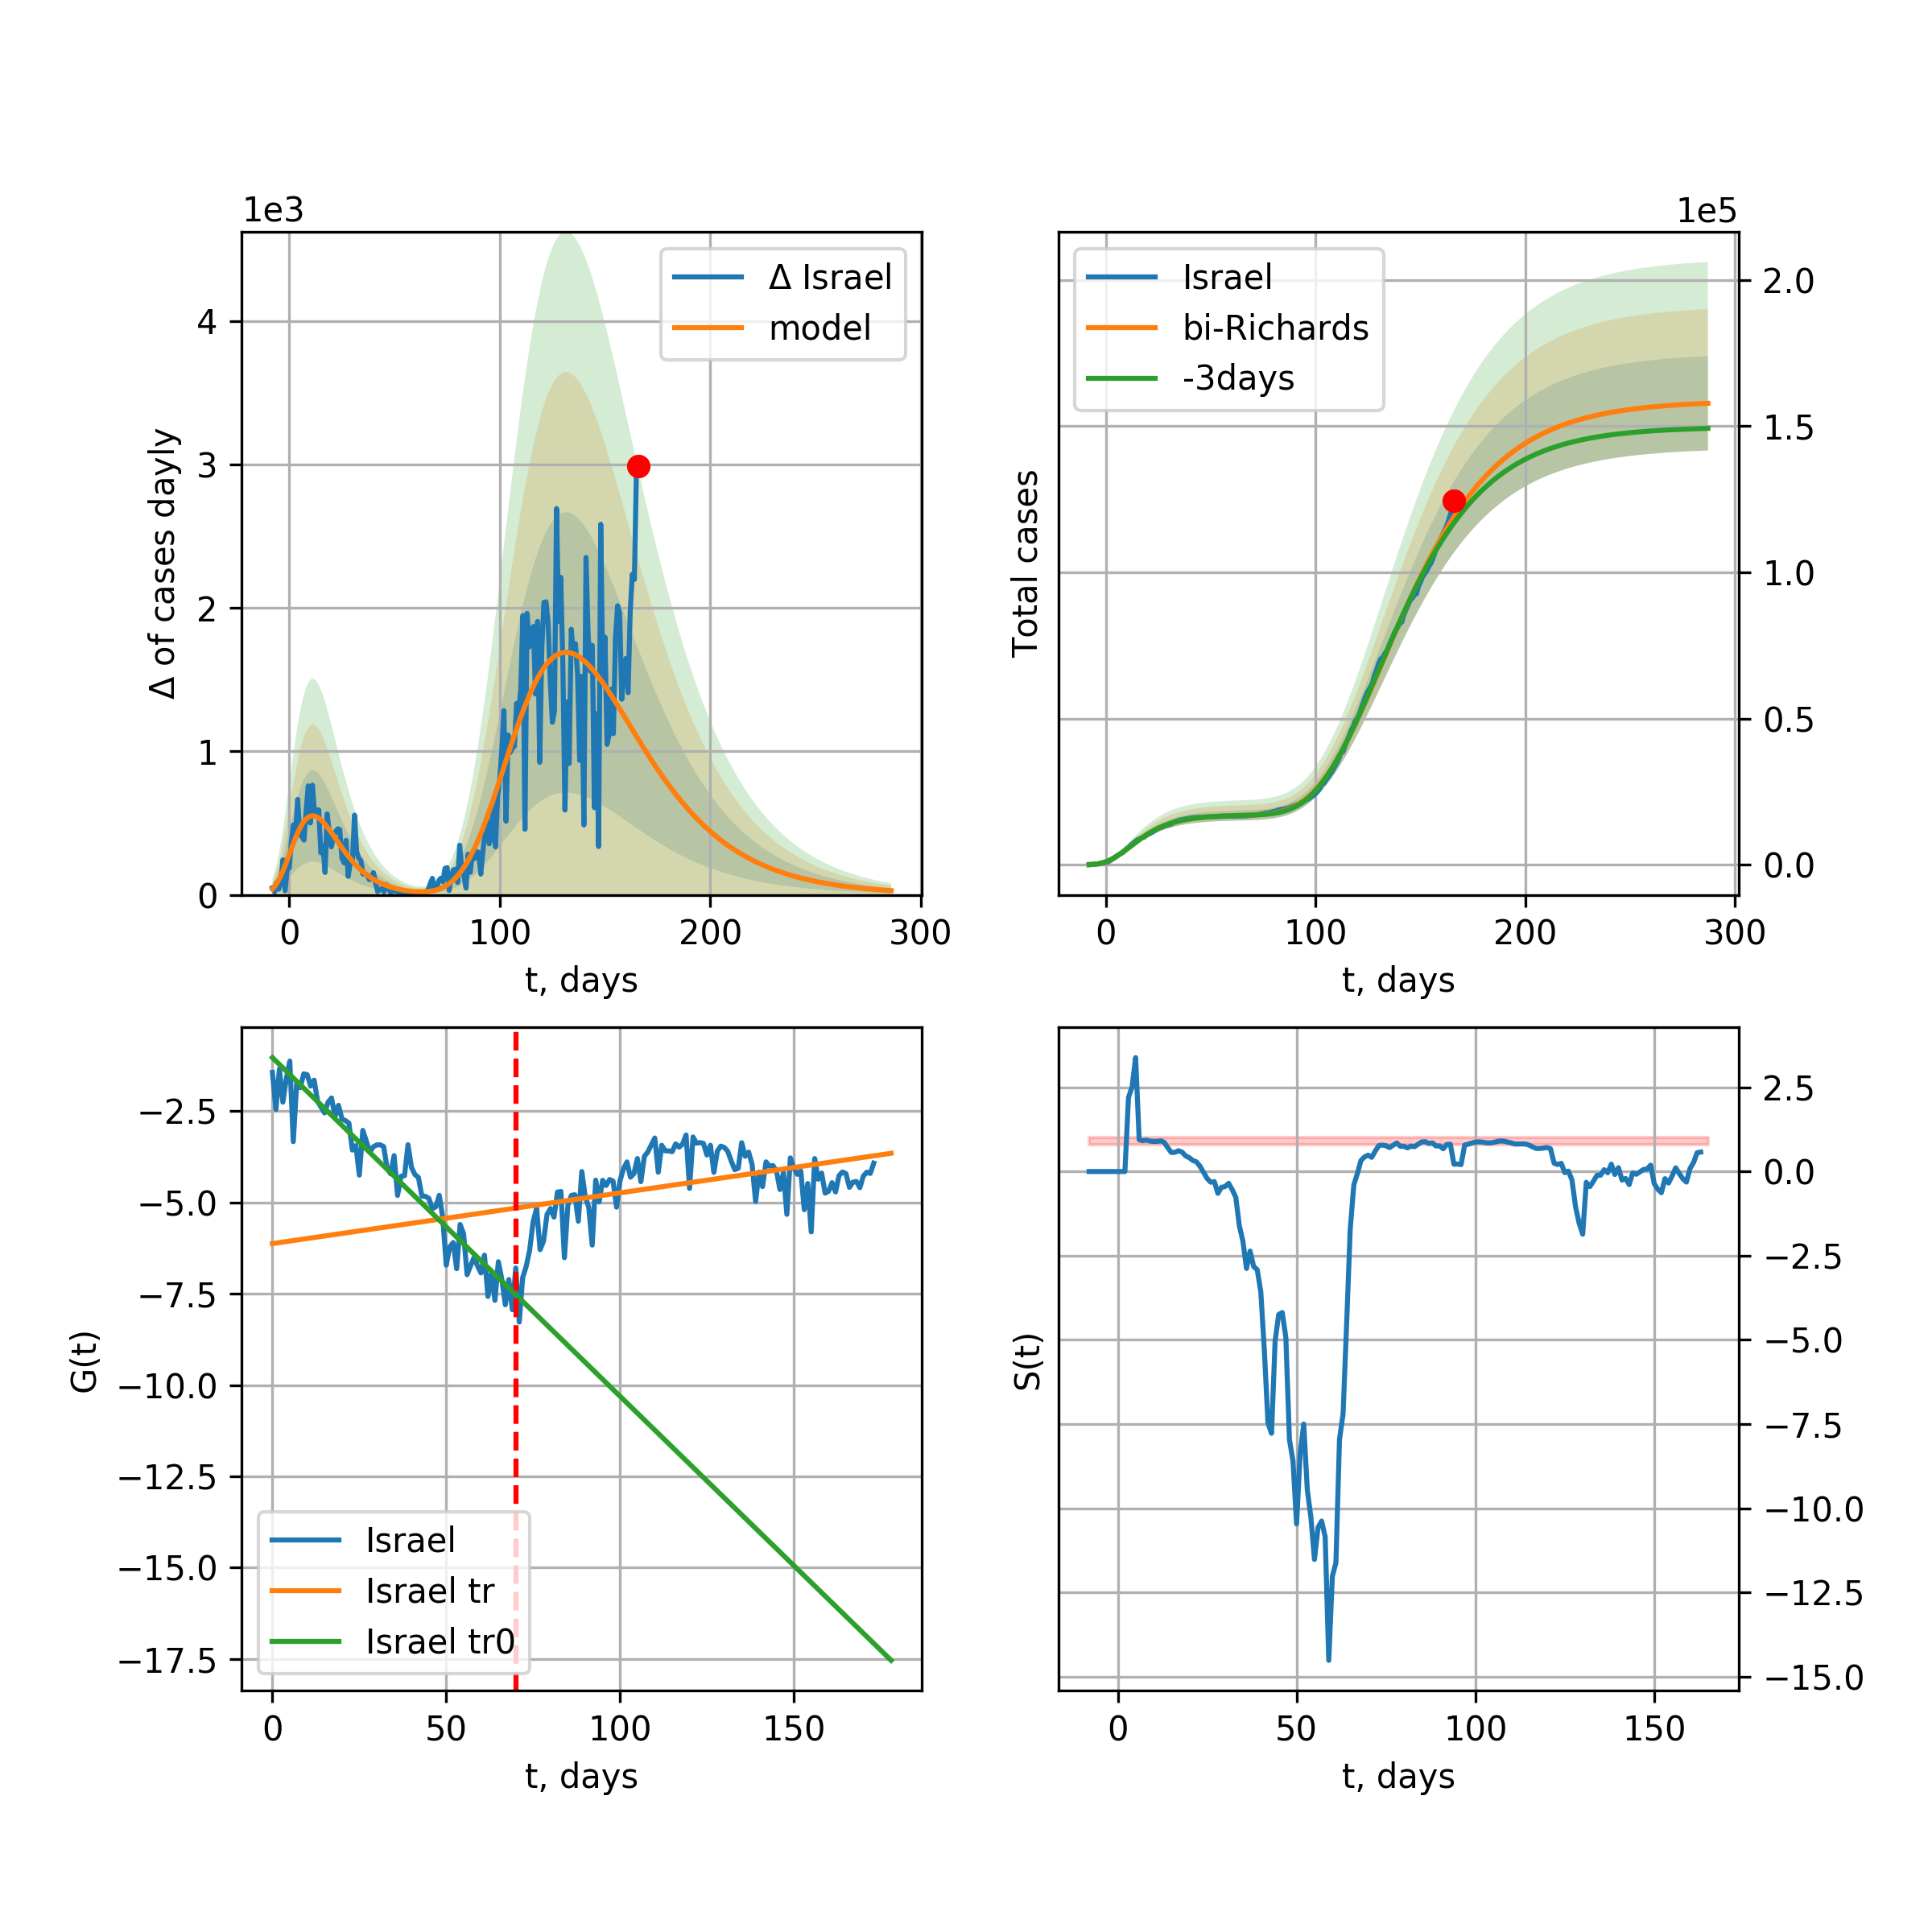 1e3
Δ of cases dayly
4
3
2
1
0
Δ Israel
model
0 100 200 300
t, days
1e5
Total cases
Israel
bi-Richards
-3days
2.0
1.5
1.0
0.5
0.0
0 100 200 300
t, days
G(t)
−2.5
−5.0
−7.5
−10.0
−12.5
−15.0
−17.5
Israel
Israel tr
Israel tr0
0 50 100 150
t, days
S(t)
2.5
0.0
−2.5
−5.0
−7.5
−10.0
−12.5
−15.0
0 50 100 150
t, days